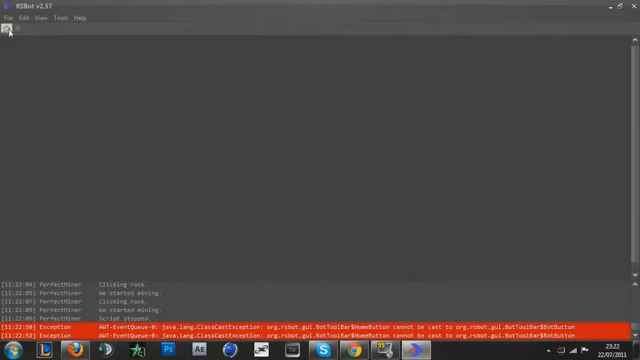 RSBot v2.57
File Edit View Tools Help
[11:22:04] PerfectMiner Clicking rock.
[11:22:05] PerfectMiner We started mining.
[11:22:07] PerfectMiner Clicking rock.
[11:22:09] PerfectMiner We started mining.
[11:22:09] PerfectMiner Script stopped.
[11:22:50] Exception AWT-EventQueue-0: java.lang.ClassCastException: org.rsbot.gui.BotToolBar$HomeButton cannot be cast to org.rsbot.gui.BotToolBar$BotButton
[11:22:52] Exception AWT-EventQueue-0: java.lang.ClassCastException: org.rsbot.gui.BotToolBar$HomeButton cannot be cast to org.rsbot.gui.BotToolBar$BotButton
L Ps Ae S
23:22
22/07/2011